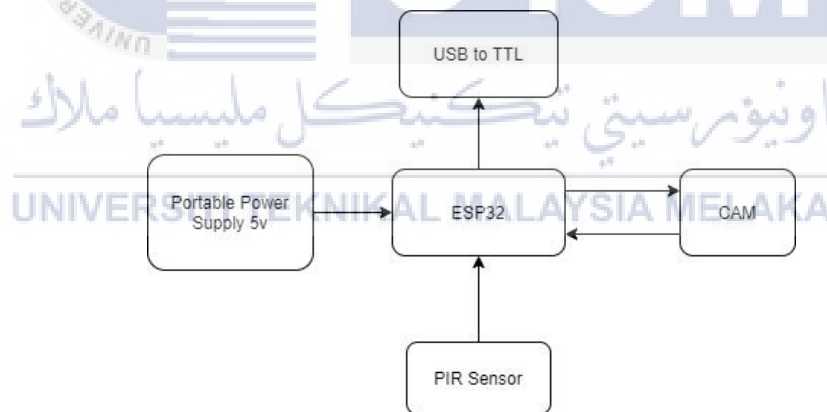 USB to TTL
اونيۏرسيتي تيكنيكل مليسيا ملاك
UNIVERSITI TEKNIKAL MALAYSIA MELAKA
Portable Power
Supply 5v
ESP32
CAM
PIR Sensor